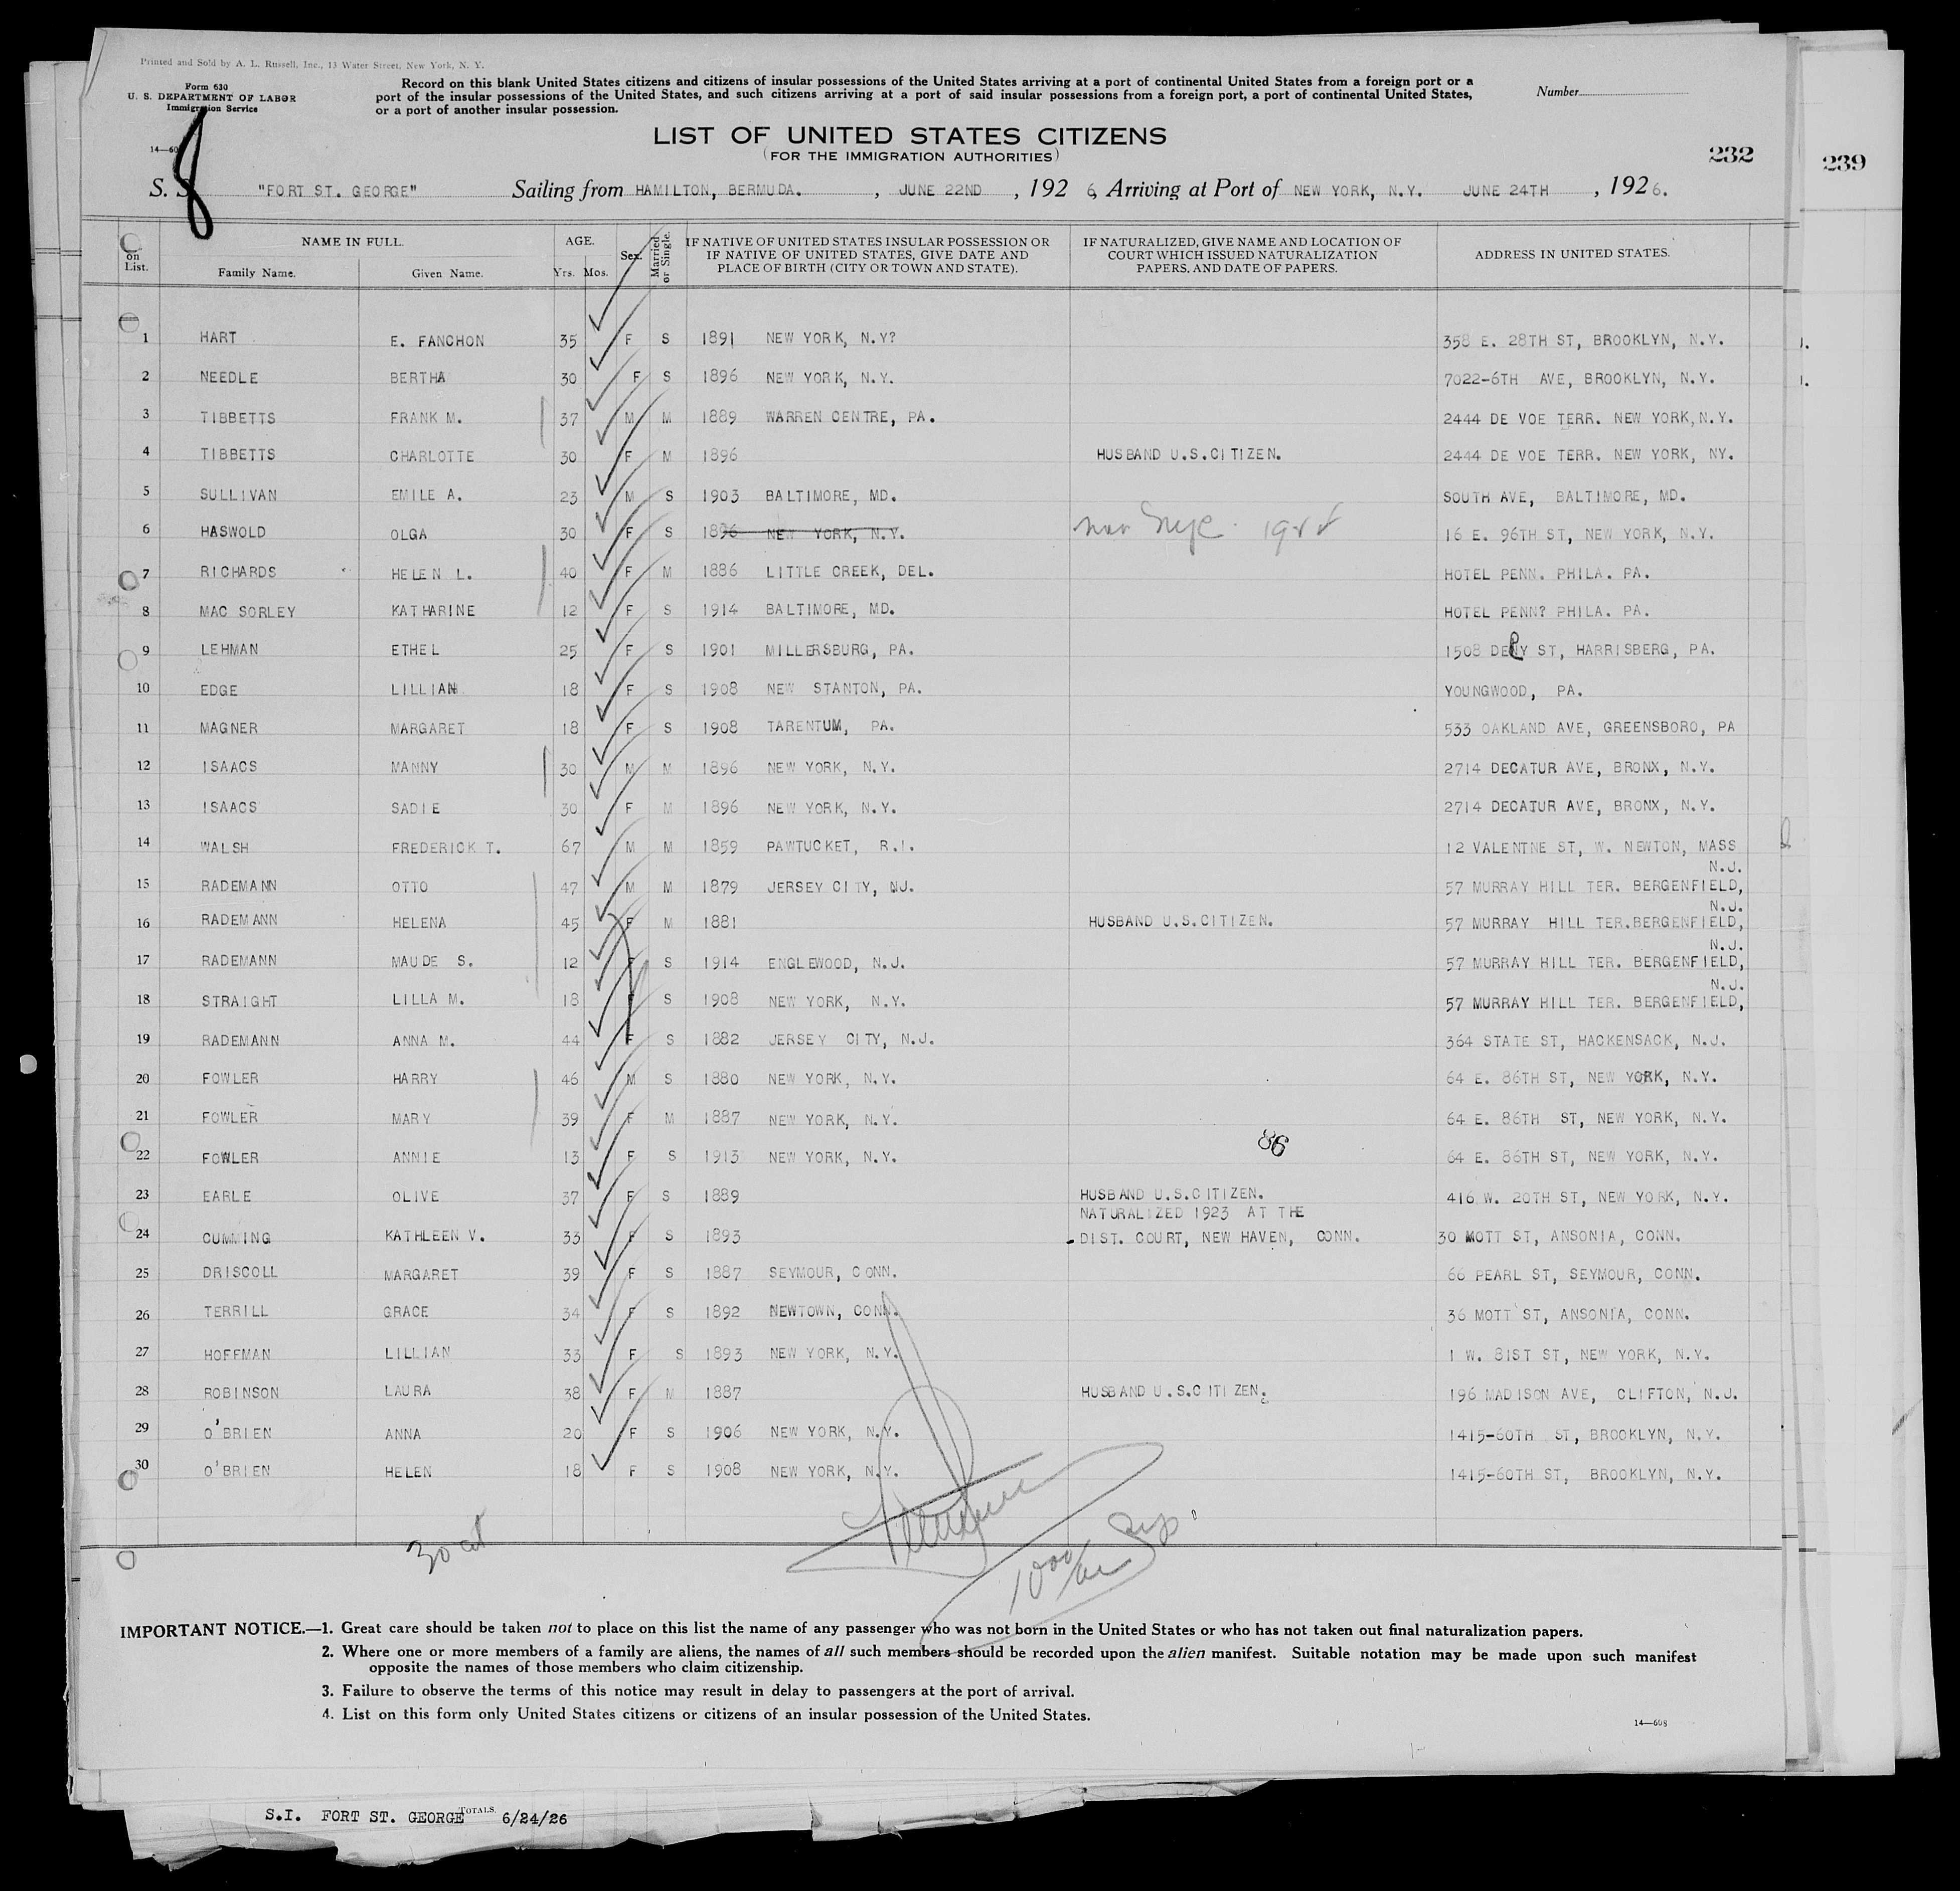 Printed and Sold by A. L. Russell, Inc., 13 Water Street, New York, N. Y.
Form 630
U. S. DEPARTMENT OF LABOR
Immigration Service
Record on this blank United States citizens and citizens of insular possessions of the United States arriving at a port of continental United States from a foreign port or a
port of the insular possessions of the United States, and such citizens arriving at a port of said insular possessions from a foreign port, a port of continental United States,
or a port of another insular possession.
Number
14—60
8
LIST OF UNITED STATES CITIZENS
(FOR THE IMMIGRATION AUTHORITIES)
232
239
S. S. "FORT ST. GEORGE" Sailing from HAMILTON, BERMUDA. , JUNE 22ND , 192 6, Arriving at Port of NEW YORK, N.Y. JUNE 24TH , 1926.
on List. NAME IN FULL. Family Name. Given Name. AGE. Yrs. Mos. Sex. Married or Single. IF NATIVE OF UNITED STATES INSULAR POSSESSION OR IF NATIVE OF UNITED STATES, GIVE DATE AND PLACE OF BIRTH (CITY OR TOWN AND STATE). IF NATURALIZED, GIVE NAME AND LOCATION OF COURT WHICH ISSUED NATURALIZATION PAPERS, AND DATE OF PAPERS. ADDRESS IN UNITED STATES.
1 HART E. FANCHON 35 F S 1891 NEW YORK, N.Y? 358 E. 28TH ST, BROOKLYN, N.Y.
2 NEEDLE BERTHA 30 F S 1896 NEW YORK, N.Y. 7022-6TH AVE, BROOKLYN, N.Y.
3 TIBBETTS FRANK M. 37 M M 1889 WARREN CENTRE, PA. 2444 DE VOE TERR. NEW YORK,N.Y.
4 TIBBETTS CHARLOTTE 30 F M 1896 HUSBAND U.S.CITIZEN. 2444 DE VOE TERR. NEW YORK, NY.
5 SULLIVAN EMILE A. 23 M S 1903 BALTIMORE, MD. SOUTH AVE, BALTIMORE, MD.
6 HASWOLD OLGA 30 F S 1896 NEW YORK, N.Y. 16 E. 96TH ST, NEW YORK, N.Y.
7 RICHARDS HELEN L. 40 F M 1886 LITTLE CREEK, DEL. HOTEL PENN. PHILA. PA.
8 MAC SORLEY KATHARINE 12 F S 1914 BALTIMORE, MD. HOTEL PENN? PHILA. PA.
9 LEHMAN ETHEL 25 F S 1901 MILLERSBURG, PA. 1508 ST, HARRISBERG, PA.
10 EDGE LILLIAN 18 F S 1908 NEW STANTON, PA. YOUNGWOOD, PA.
11 MAGNER MARGARET 18 F S 1908 TARENTUM, PA. 533 OAKLAND AVE, GREENSBORO, PA
12 ISAACS MANNY 30 M M 1896 NEW YORK, N.Y. 2714 DECATUR AVE, BRONX, N.Y.
13 ISAACS SADIE 30 F M 1896 NEW YORK, N.Y. 2714 DECATUR AVE, BRONX, N.Y.
14 WALSH FREDERICK T. 67 M M 1859 PAWTUCKET, R.I. 12 VALENTNE ST, W. NEWTON, MASS
N.J.
15 RADEMANN OTTO 47 M M 1879 JERSEY CITY, NJ. 57 MURRAY HILL TER. BERGENFIELD,
N.J.
16 RADEMANN HELENA 45 F M 1881 HUSBAND U.S.CITIZEN. 57 MURRAY HILL TER.BERGENFIELD,
N.J.
17 RADEMANN MAUDE S. 12 F S 1914 ENGLEWOOD, N.J. 57 MURRAY HILL TER. BERGENFIELD,
N.J.
18 STRAIGHT LILLA M. 18 F S 1908 NEW YORK, N.Y. 57 MURRAY HILL TER. BERGENFIELD,
19 RADEMANN ANNA M. 44 F S 1882 JERSEY CITY, N.J. 364 STATE ST, HACKENSACK, N.J.
20 FOWLER HARRY 46 M S 1880 NEW YORK, N.Y. 64 E. 86TH ST, NEW YORK, N.Y.
21 FOWLER MARY 39 F M 1887 NEW YORK, N.Y. 64 E. 86TH ST, NEW YORK, N.Y.
86
22 FOWLER ANNIE 13 F S 1913 NEW YORK, N.Y. 64 E. 86TH ST, NEW YORK, N.Y.
23 EARLE OLIVE 37 F S 1889 HUSBAND U.S.CITIZEN. 416 W. 20TH ST, NEW YORK, N.Y.
NATURALIZED 1923 AT THE
24 CUMMING KATHLEEN V. 33 F S 1893 DIST. COURT, NEW HAVEN, CONN. 30 MOTT ST, ANSONIA, CONN.
25 DRISCOLL MARGARET 39 F S 1887 SEYMOUR, CONN. 66 PEARL ST, SEYMOUR, CONN.
26 TERRILL GRACE 34 F S 1892 NEWTOWN, CONN. 36 MOTT ST, ANSONIA, CONN.
27 HOFFMAN LILLIAN 33 F S 1893 NEW YORK, N.Y. 1 W. 81ST ST, NEW YORK, N.Y.
28 ROBINSON LAURA 38 F M 1887 HUSBAND U.S.CITIZEN. 196 MADISON AVE, CLIFTON, N.J.
29 O'BRIEN ANNA 20 F S 1906 NEW YORK, N.Y. 1415-60TH ST, BROOKLYN, N.Y.
30 O'BRIEN HELEN 18 F S 1908 NEW YORK, N.Y. 1415-60TH ST, BROOKLYN, N.Y.
30
IMPORTANT NOTICE.—1. Great care should be taken not to place on this list the name of any passenger who was not born in the United States or who has not taken out final naturalization papers.
2. Where one or more members of a family are aliens, the names of all such members should be recorded upon the alien manifest. Suitable notation may be made upon such manifest
opposite the names of those members who claim citizenship.
3. Failure to observe the terms of this notice may result in delay to passengers at the port of arrival.
4. List on this form only United States citizens or citizens of an insular possession of the United States.
14—608
S.I. FORT ST. GEORGE TOTALS. 6/24/26